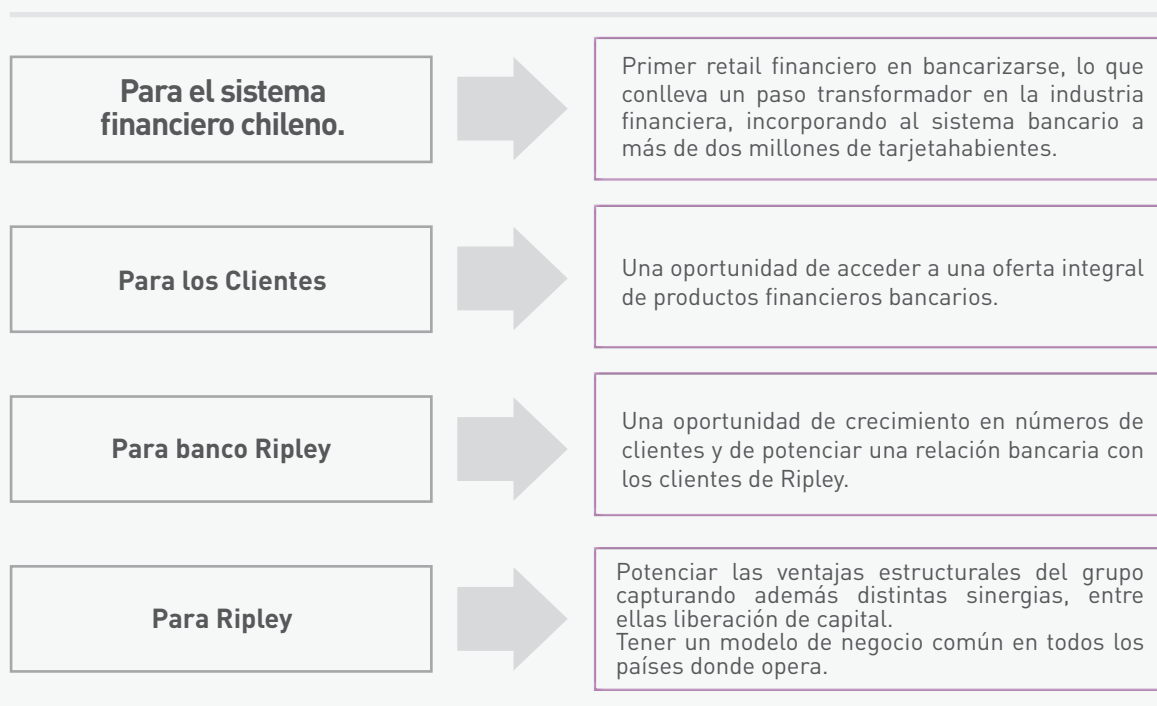 Para el sistema
financiero chileno.
Primer retail financiero en bancarizarse, lo que
conlleva un paso transformador en la industria
financiera, incorporando al sistema bancario a
más de dos millones de tarjetahabientes.
Para los Clientes
Una oportunidad de acceder a una oferta integral
de productos financieros bancarios.
Para banco Ripley
Una oportunidad de crecimiento en números de
clientes y de potenciar una relación bancaria con
los clientes de Ripley.
Para Ripley
Potenciar las ventajas estructurales del grupo
capturando además distintas sinergias, entre
ellas liberación de capital.
Tener un modelo de negocio común en todos los
países donde opera.